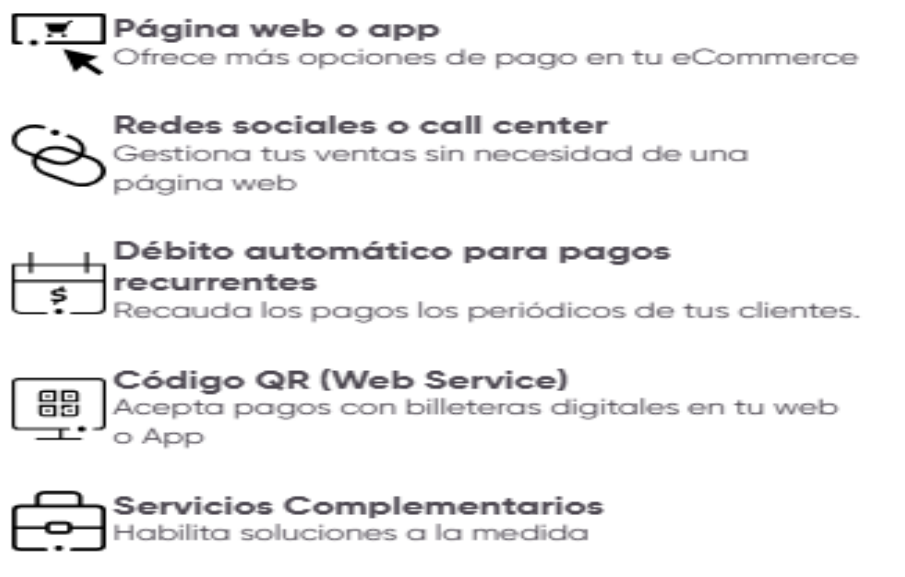 Página web o app
Ofrece más opciones de pago en tu eCommerce
Redes sociales o call center
Gestiona tus ventas sin necesidad de una
página web
Débito automático para pagos
recurrentes
Recauda los pagos los periódicos de tus clientes.
Código QR (Web Service)
Acepta pagos con billeteras digitales en tu web
o App
Servicios Complementarios
Habilita soluciones a la medida